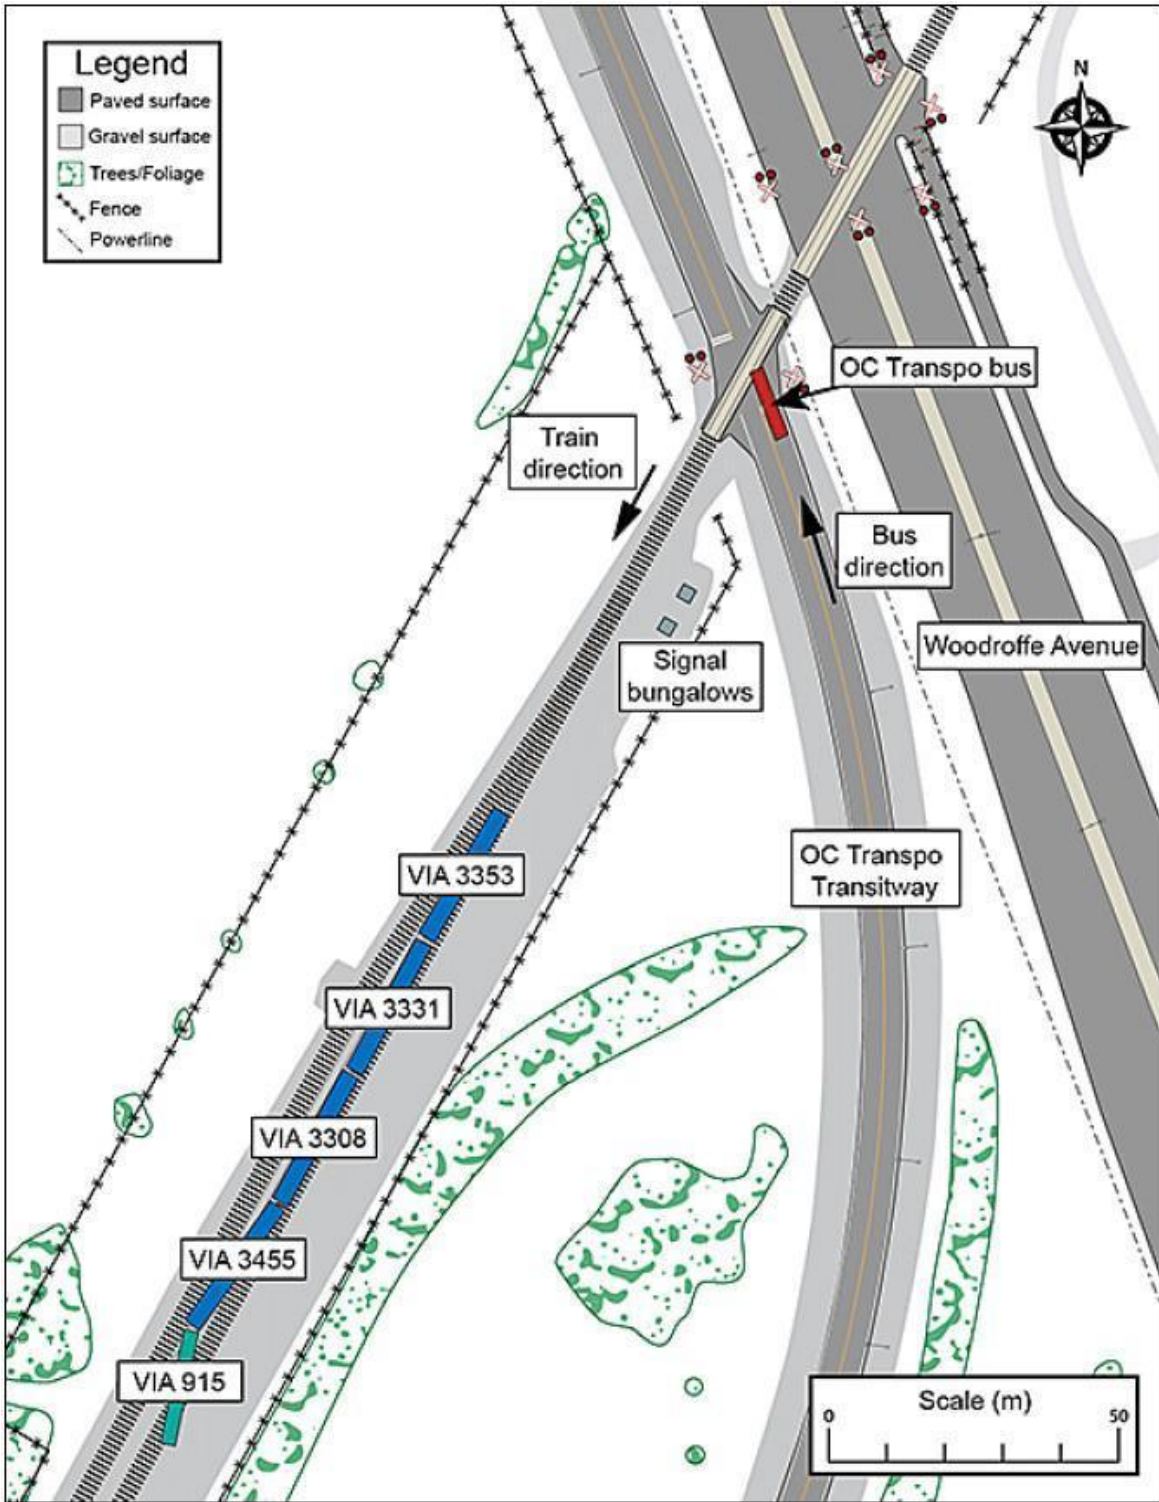 Legend
Paved surface
Gravel surface
Trees/Foliage
Fence
Powerline
N
OC Transpo bus
Train
direction
Bus
direction
Woodroffe Avenue
Signal
bungalows
VIA 3353
OC Transpo
Transitway
VIA 3331
VIA 3308
VIA 3455
VIA 915
Scale (m)
0 50